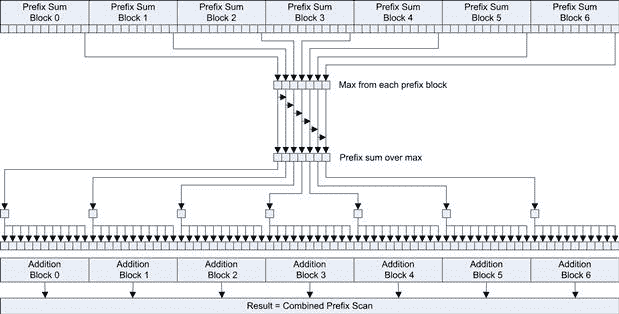 Prefix Sum Block 0
Prefix Sum Block 1
Prefix Sum Block 2
Prefix Sum Block 3
Prefix Sum Block 4
Prefix Sum Block 5
Prefix Sum Block 6
Max from each prefix block
Prefix sum over max
Addition Block 0
Addition Block 1
Addition Block 2
Addition Block 3
Addition Block 4
Addition Block 5
Addition Block 6
Result = Combined Prefix Scan